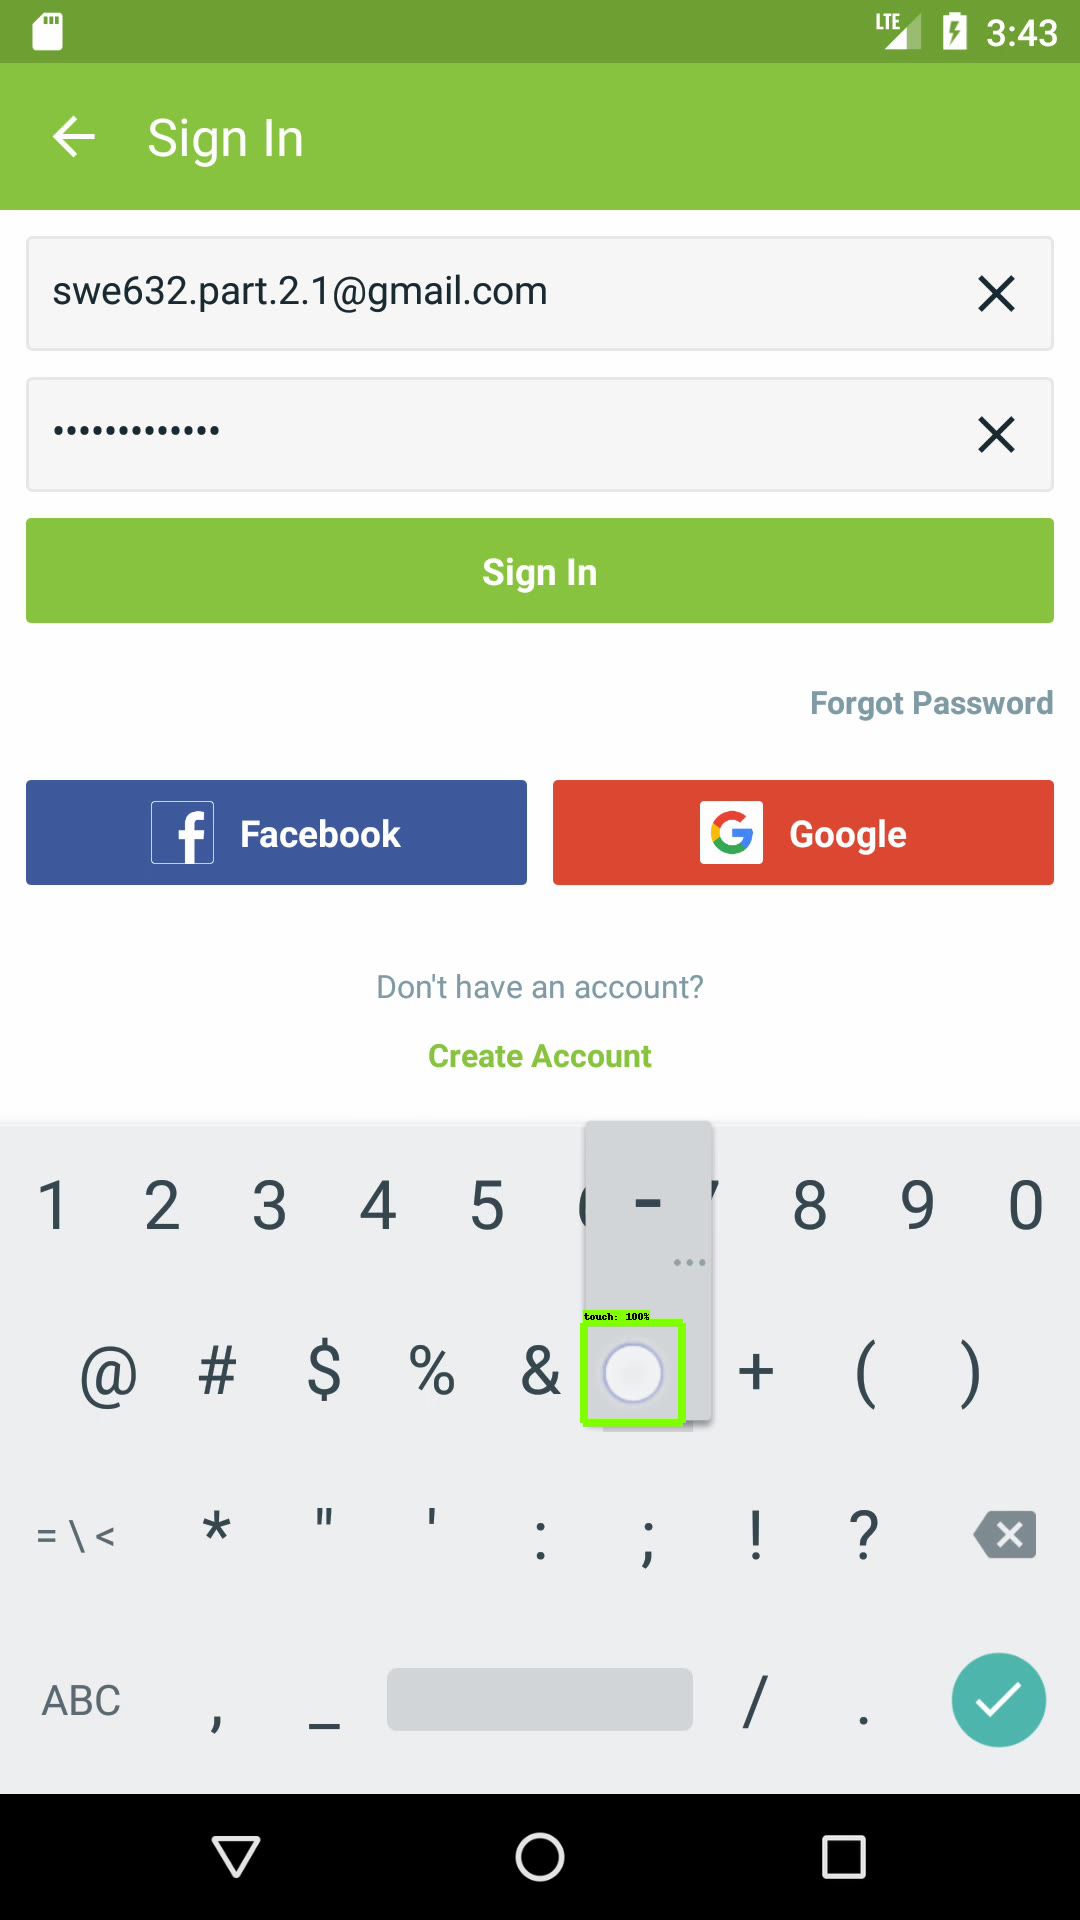 LTE 3:43
Sign In
swe632.part.2.1@gmail.com
•••••••••••••
Sign In
Forgot Password
Facebook Google
Don't have an account?
Create Account
1 2 3 4 5 - 8 9 0
touch: 100%
@ # $ % & + ( )
= \ < * " ' : ; ! ?
ABC , _ / .